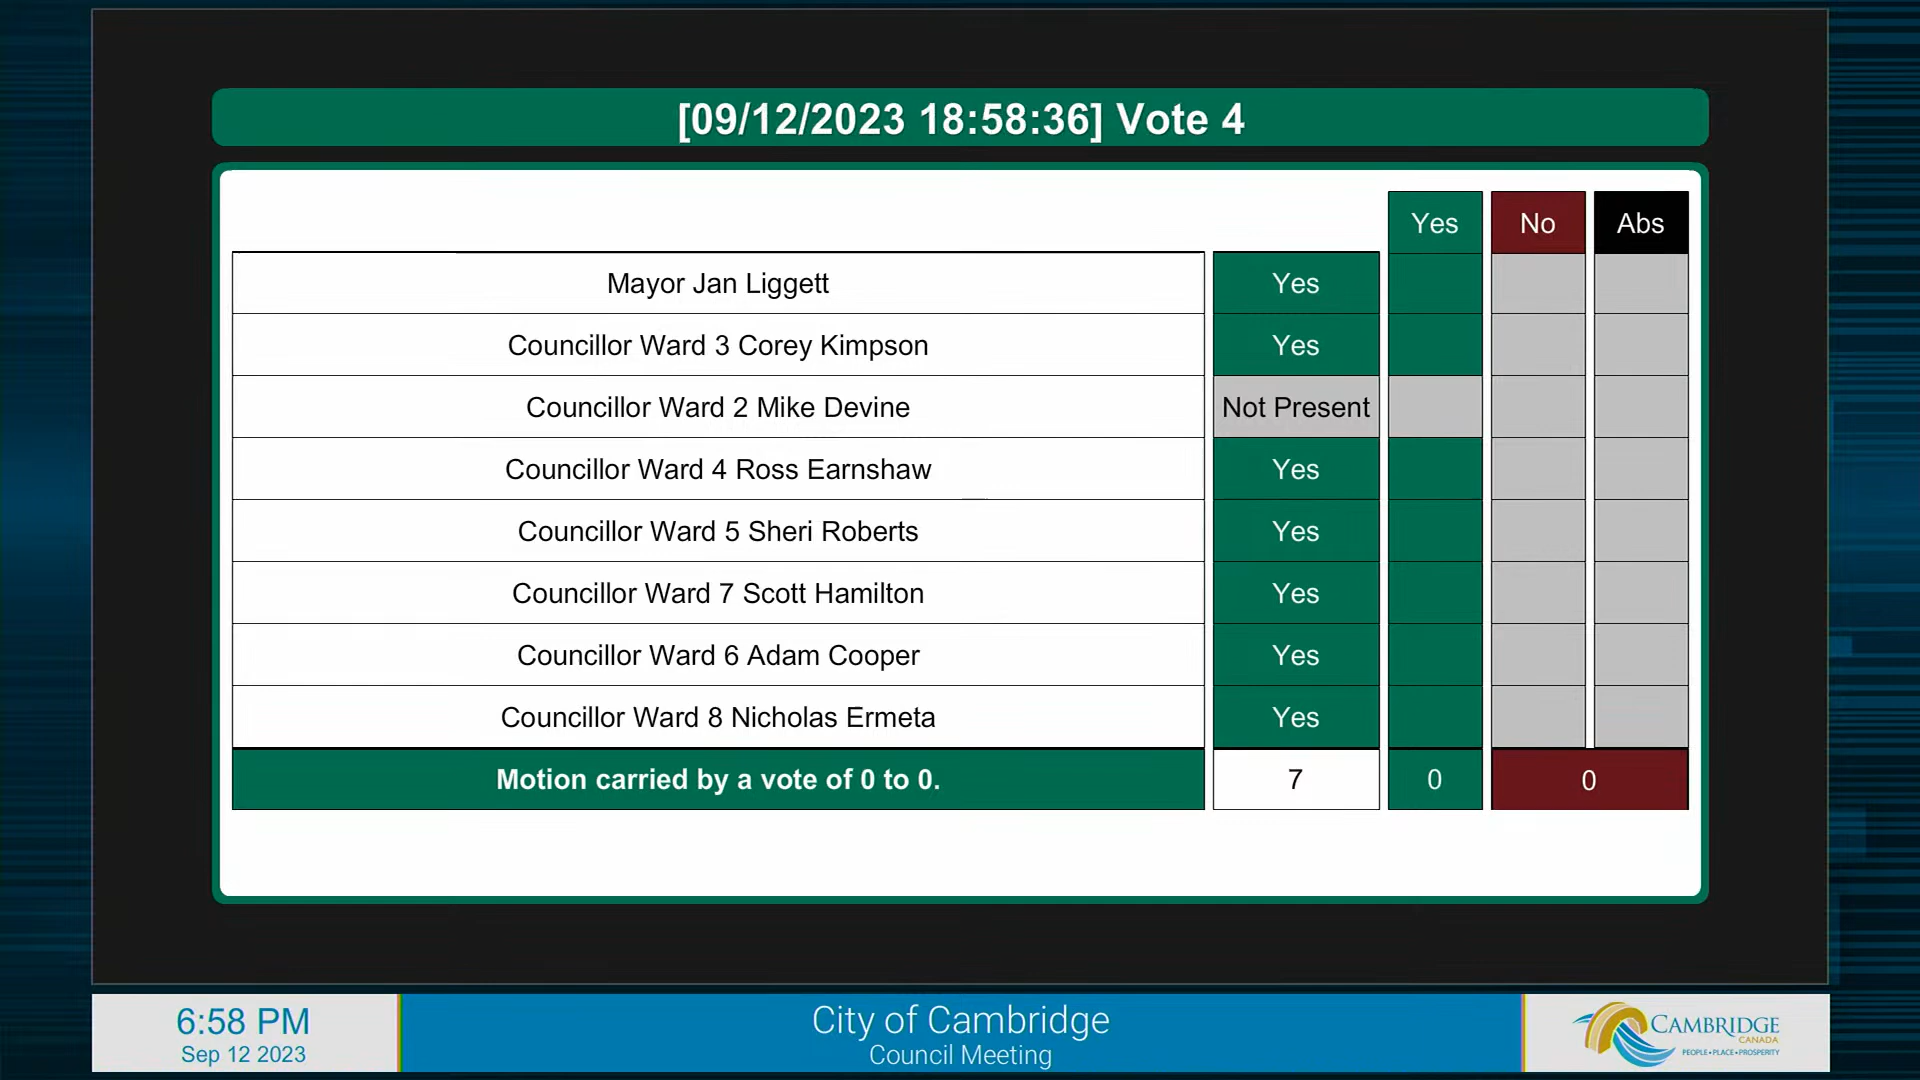 [09/12/2023 18:58:36] Vote 4
Yes No Abs
Mayor Jan Liggett Yes
Councillor Ward 3 Corey Kimpson Yes
Councillor Ward 2 Mike Devine Not Present
Councillor Ward 4 Ross Earnshaw Yes
Councillor Ward 5 Sheri Roberts Yes
Councillor Ward 7 Scott Hamilton Yes
Councillor Ward 6 Adam Cooper Yes
Councillor Ward 8 Nicholas Ermeta Yes
Motion carried by a vote of 0 to 0. 7 0 0
6:58 PM
Sep 12 2023
City of Cambridge
Council Meeting
CAMBRIDGE
CANADA
PEOPLE • PLACE • PROSPERITY